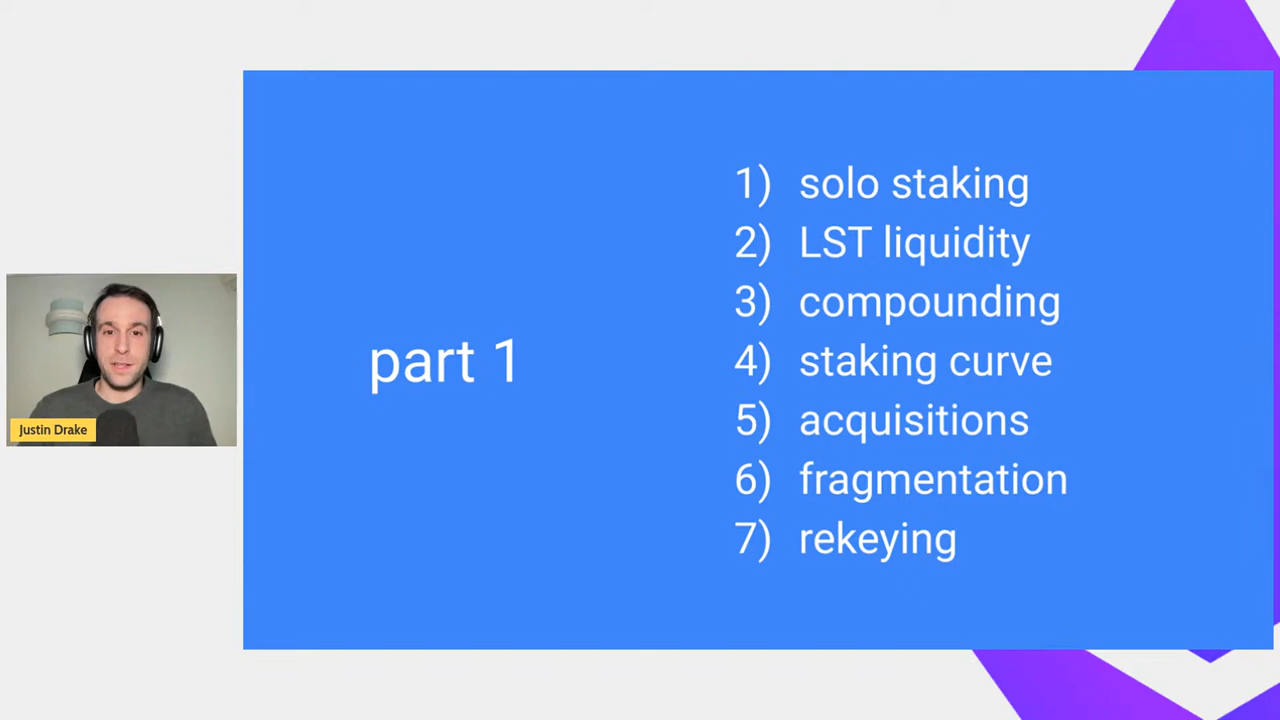 part 1
1) solo staking
2) LST liquidity
3) compounding
4) staking curve
5) acquisitions
6) fragmentation
7) rekeying
Justin Drake